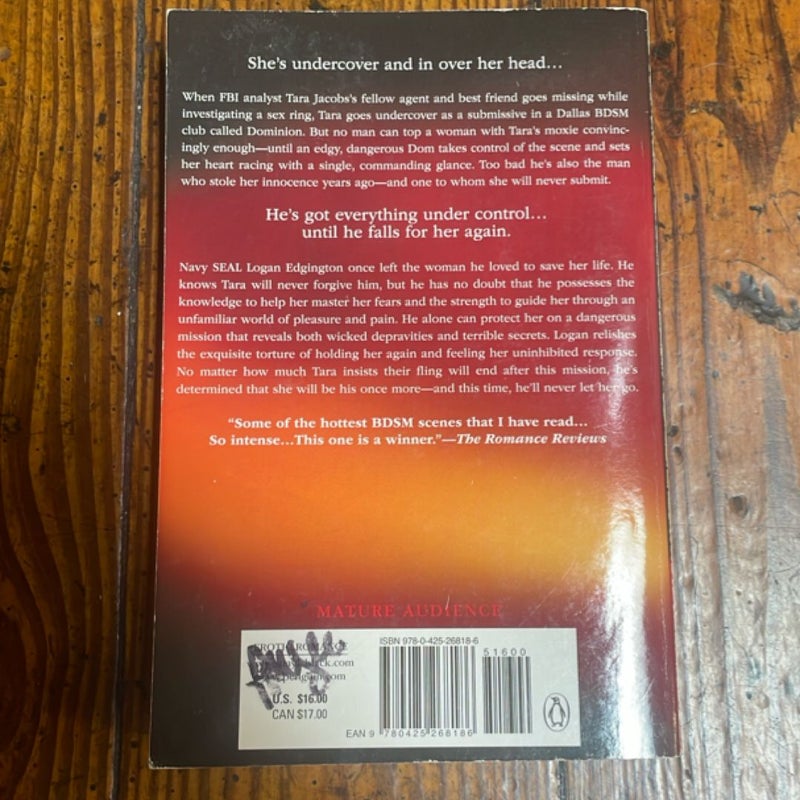 She's undercover and in over her head…
When FBI analyst Tara Jacobs's fellow agent and best friend goes missing while
investigating a sex ring, Tara goes undercover as a submissive in a Dallas BDSM
club called Dominion. But no man can top a woman with Tara's moxie convinc-
ingly enough—until an edgy, dangerous Dom takes control of the scene and sets
her heart racing with a single, commanding glance. Too bad he's also the man
who stole her innocence years ago—and one to whom she will never submit.
He's got everything under control…
until he falls for her again.
Navy SEAL Logan Edgington once left the woman he loved to save her life. He
knows Tara will never forgive him, but he has no doubt that he possesses the
knowledge to help her master her fears and the strength to guide her through an
unfamiliar world of pleasure and pain. He alone can protect her on a dangerous
mission that reveals both wicked depravities and terrible secrets. Logan relishes
the exquisite torture of holding her again and feeling her uninhibited response.
No matter how much Tara insists their fling will end after this mission, he's
determined that she will be his once more—and this time, he'll never let her go.
"Some of the hottest BDSM scenes that I have read…
So intense…This one is a winner."—The Romance Reviews
MATURE AUDIENCE
EROTIC ROMANCE
U.S. $16.00
CAN $17.00
ISBN 978-0-425-26818-6
51600
EAN 9 780425 268186